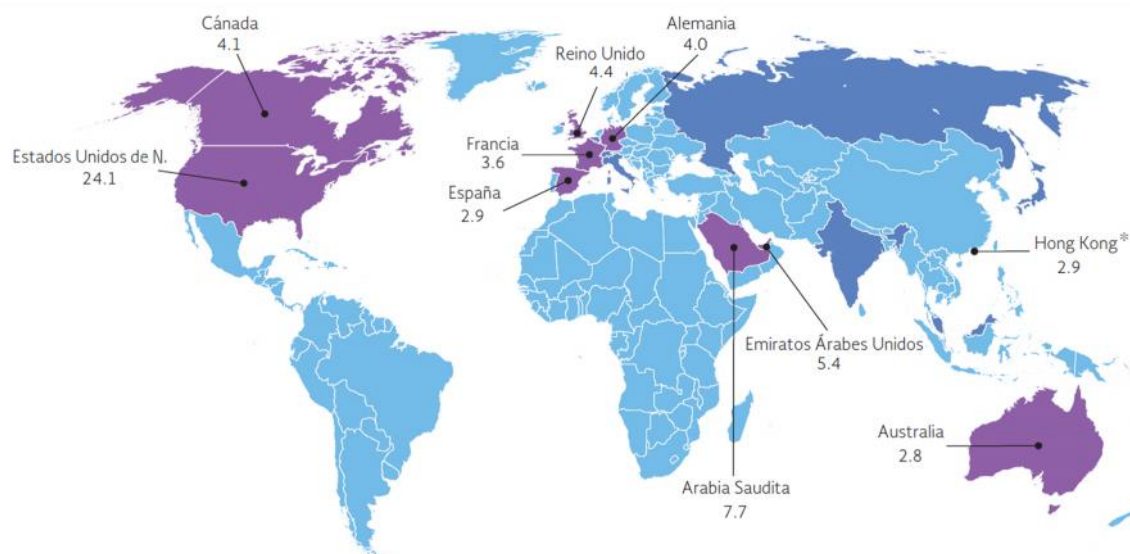 Cánada
4.1
Alemania
4.0
Reino Unido
4.4
Estados Unidos de N.
24.1
Francia
3.6
España
2.9
Hong Kong*
2.9
Emiratos Árabes Unidos
5.4
Australia
2.8
Arabia Saudita
7.7